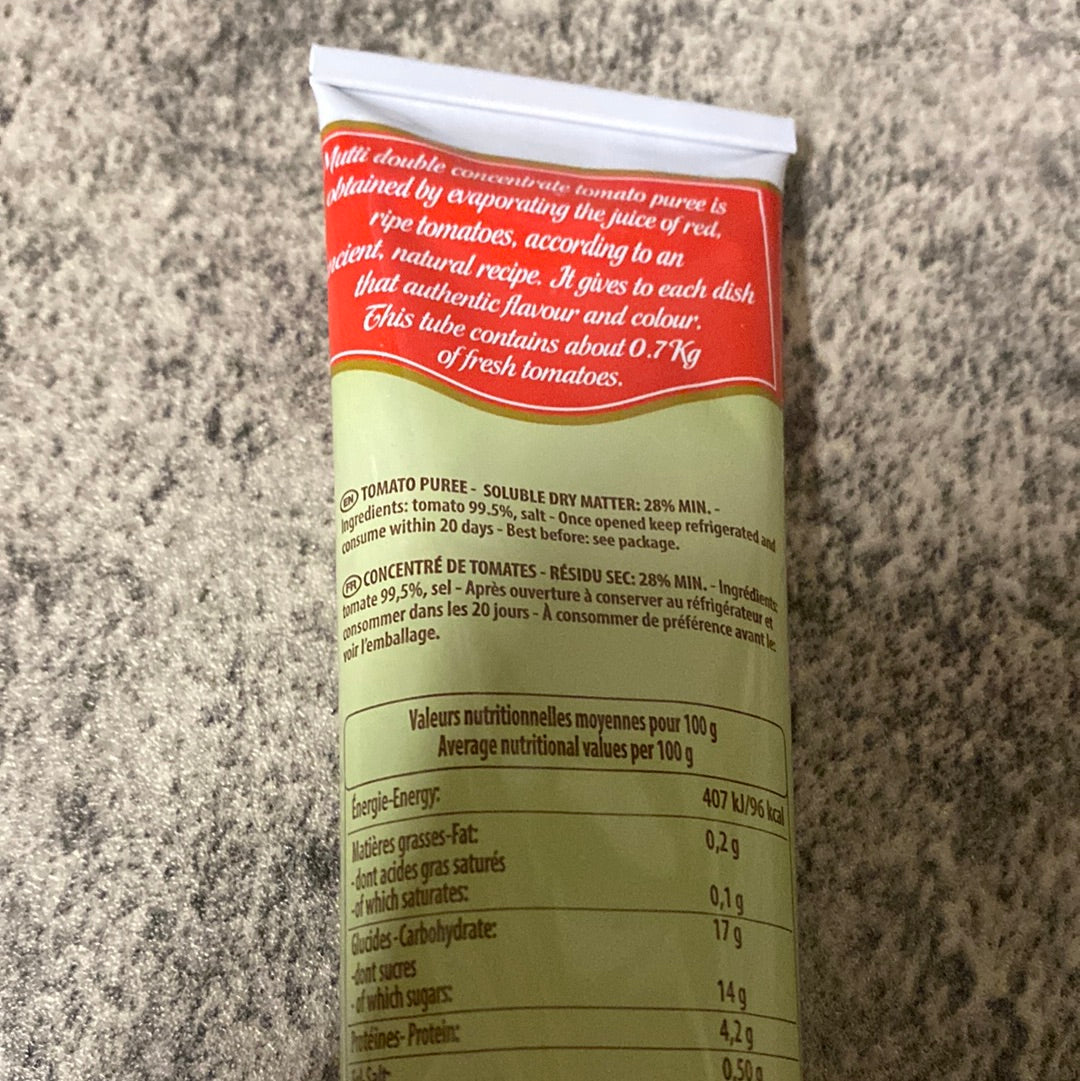 Mutti double concentrate tomato puree is
obtained by evaporating the juice of red,
ripe tomatoes, according to an
ncient, natural recipe. It gives to each dish
that authentic flavour and colour.
This tube contains about 0.7 Kg
of fresh tomatoes.
EN TOMATO PUREE - SOLUBLE DRY MATTER: 28% MIN. -
Ingredients: tomato 99.5%, salt - Once opened keep refrigerated and
consume within 20 days - Best before: see package.
FR CONCENTRÉ DE TOMATES - RÉSIDU SEC: 28% MIN. - Ingrédients:
tomate 99,5%, sel - Après ouverture à conserver au réfrigérateur et
consommer dans les 20 jours - À consommer de préférence avant le:
voir l'emballage.
Valeurs nutritionnelles moyennes pour 100 g
Average nutritional values per 100 g
Énergie-Energy: 407 kJ/96 kcal
Matières grasses-Fat: 0,2 g
-dont acides gras saturés
-of which saturates: 0,1 g
Glucides-Carbohydrate: 17 g
-dont sucres
-of which sugars: 14 g
Protéines-Protein: 4,2 g
Sel-Salt: 0,50 g